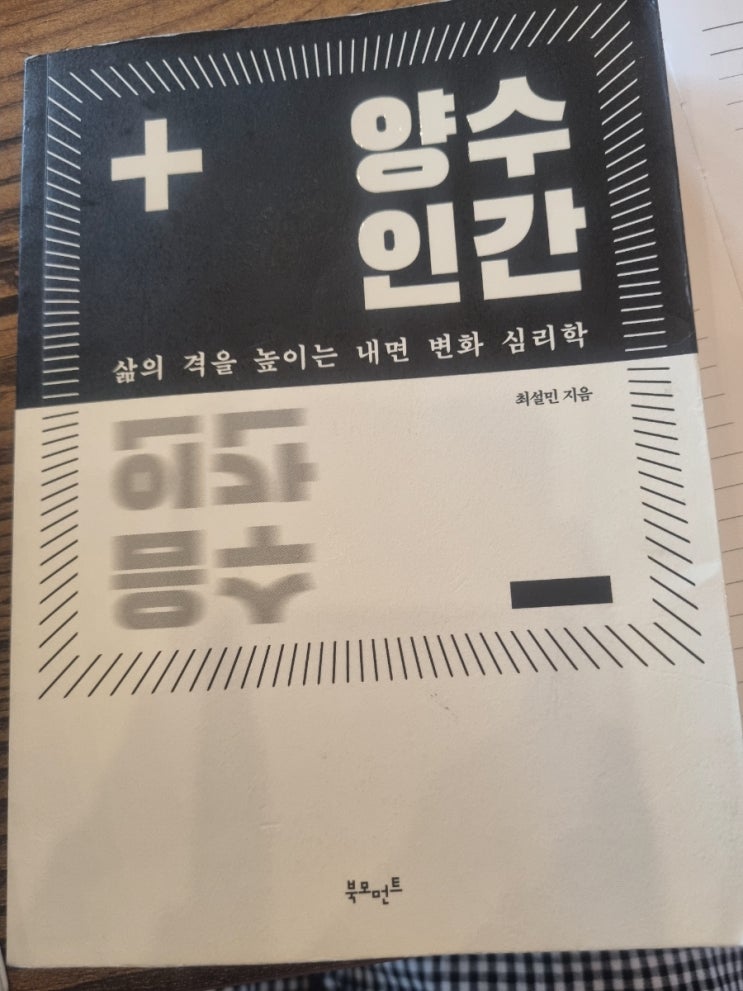 + 양수
인간
삶의 격을 높이는 내면 변화 심리학
최설민 지음
인간
음수
-
북모먼트